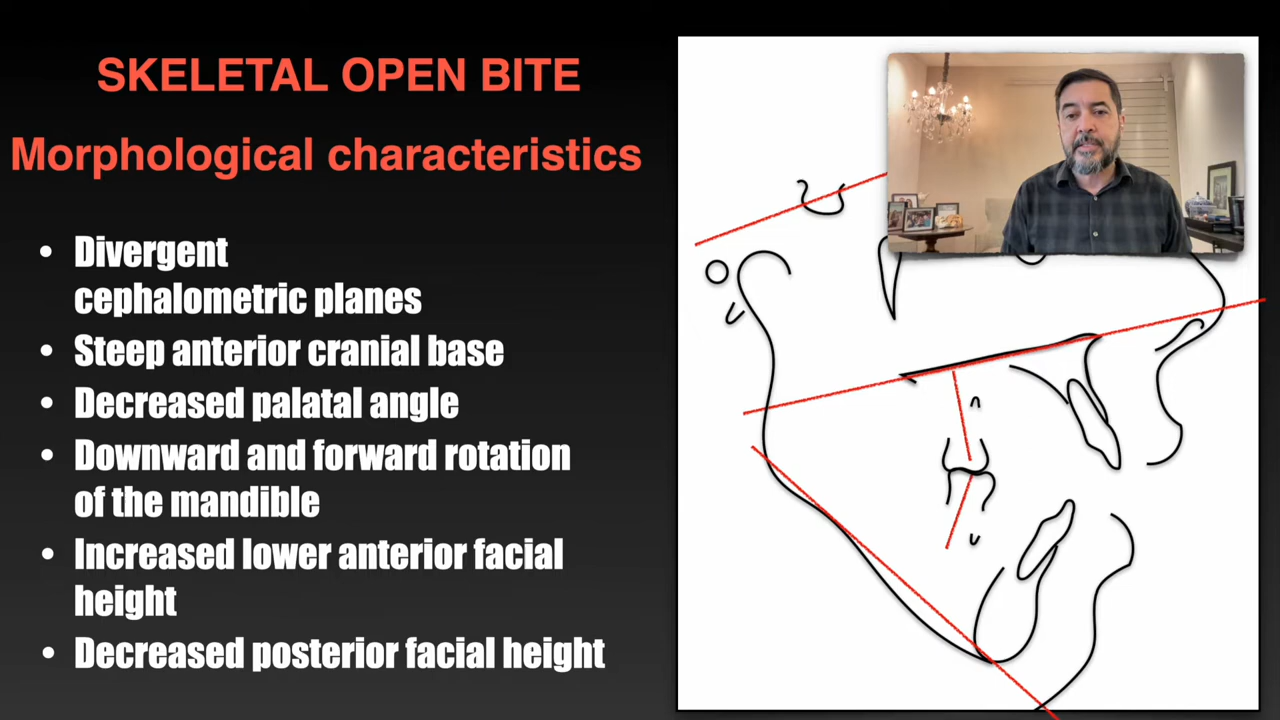 SKELETAL OPEN BITE
Morphological characteristics
• Divergent
cephalometric planes
• Steep anterior cranial base
• Decreased palatal angle
• Downward and forward rotation
of the mandible
• Increased lower anterior facial
height
• Decreased posterior facial height